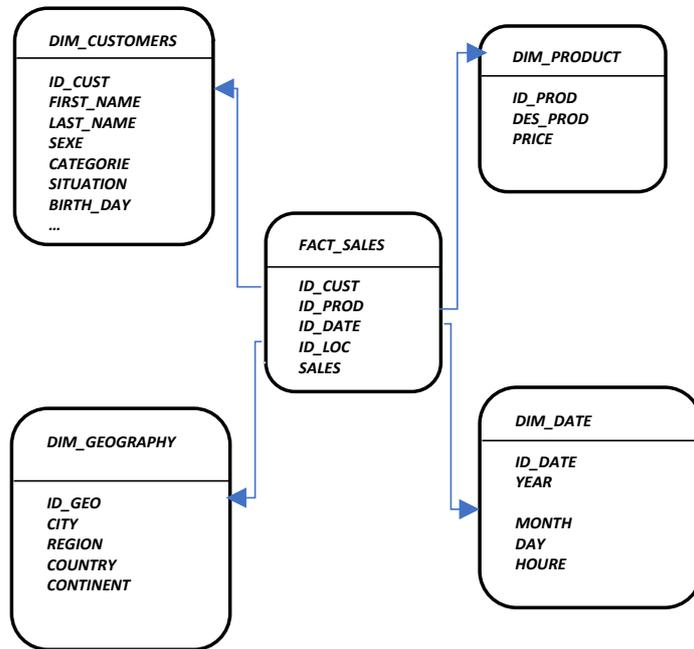 DIM_CUSTOMERS
ID_CUST
FIRST_NAME
LAST_NAME
SEXE
CATEGORIE
SITUATION
BIRTH_DAY
...
DIM_PRODUCT
ID_PROD
DES_PROD
PRICE
FACT_SALES
ID_CUST
ID_PROD
ID_DATE
ID_LOC
SALES
DIM_GEOGRAPHY
ID_GEO
CITY
REGION
COUNTRY
CONTINENT
DIM_DATE
ID_DATE
YEAR
MONTH
DAY
HOURE